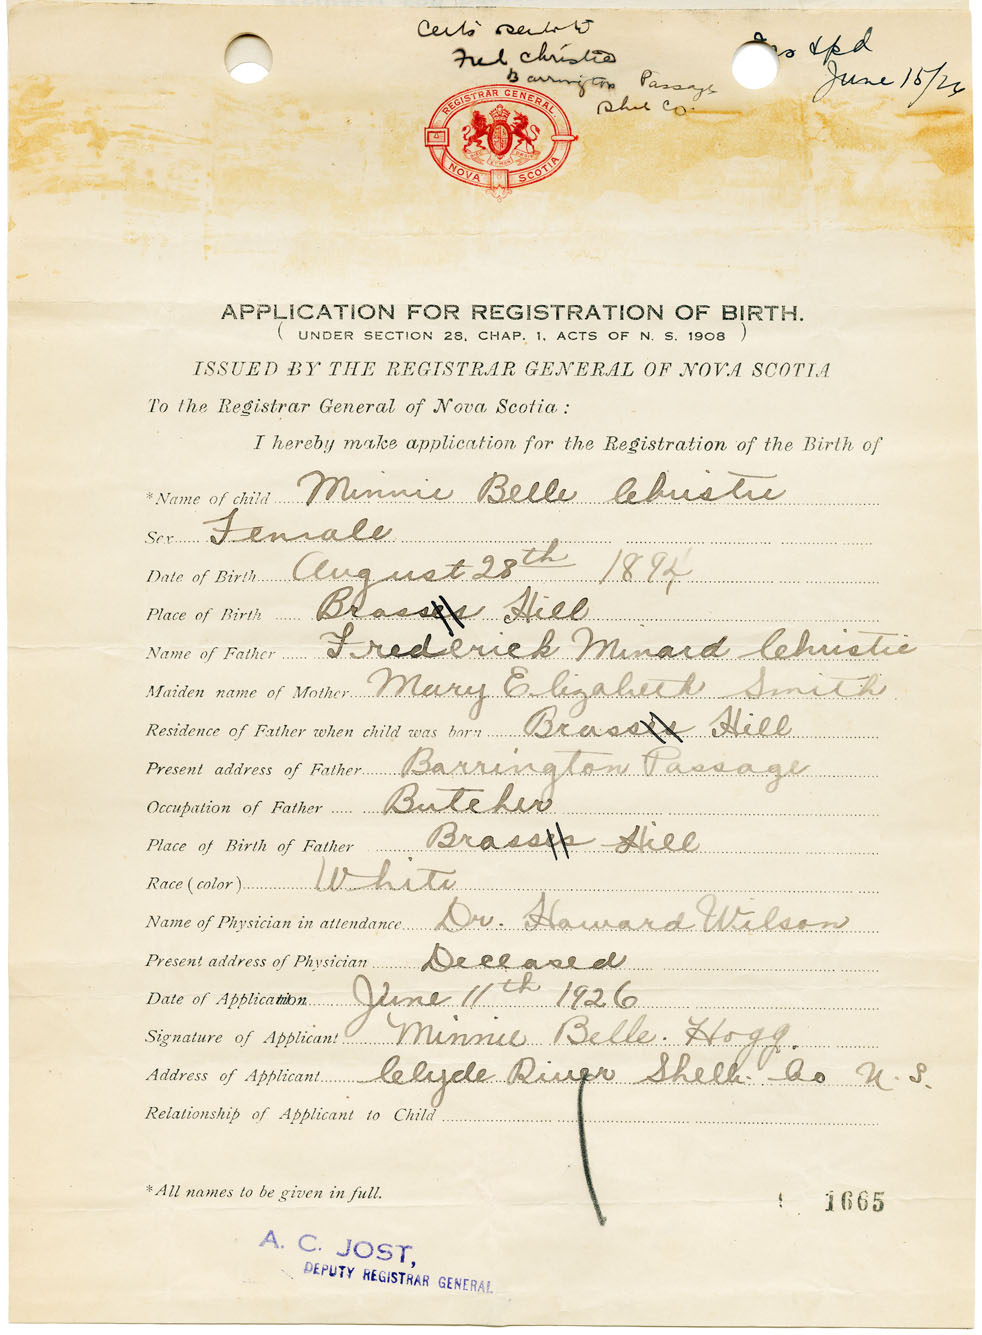 Fred Christie
Barrington Passage
Shel Co.
June 15/26
REGISTRAR GENERAL
NOVA SCOTIA
APPLICATION FOR REGISTRATION OF BIRTH.
( UNDER SECTION 28, CHAP. 1, ACTS OF N. S. 1908 )
ISSUED BY THE REGISTRAR GENERAL OF NOVA SCOTIA
To the Registrar General of Nova Scotia :
I hereby make application for the Registration of the Birth of
*Name of child Minnie Belle Christie
Sex Female
Date of Birth August 28th 1894
Place of Birth Brass Hill
Name of Father Frederick Minard Christie
Maiden name of Mother Mary Elizabeth Smith
Residence of Father when child was born Brass Hill
Present address of Father Barrington Passage
Occupation of Father Butcher
Place of Birth of Father Brass Hill
Race (color) White
Name of Physician in attendance Dr. Howard Wilson
Present address of Physician Deceased
Date of Application June 11th 1926
Signature of Applicant Minnie Belle. Hogg.
Address of Applicant Clyde River Shelb. Co N. S.
Relationship of Applicant to Child
*All names to be given in full.
1665
A. C. JOST,
DEPUTY REGISTRAR GENERAL